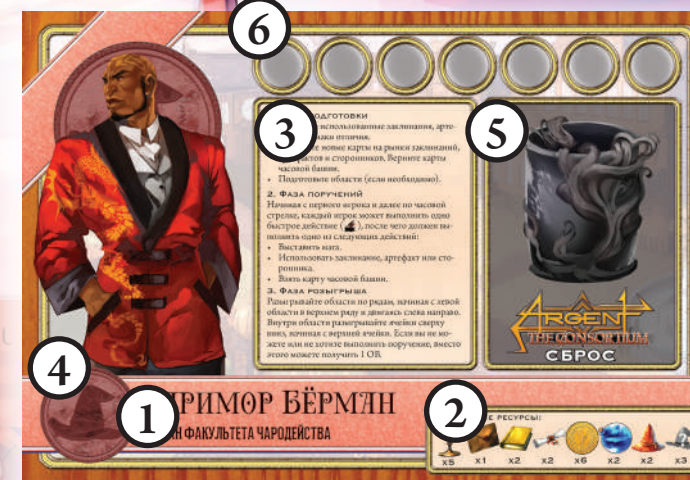 6
3
5
использованные заклинания, арте-
знаки отличия.
новые карты на рынки заклинаний,
и сторонников. Верните карты
часовой башни.
• Подготовьте области (если необходимо).
2. Фаза поручений
Начиная с первого игрока и далее по часовой
стрелке, каждый игрок может выполнить одно
быстрое действие ( ), после чего должен вы-
полнить одно из следующих действий:
• Выставить мага.
• Использовать заклинание, артефакт или сто-
ронника.
• Взять карту часовой башни.
3. Фаза розыгрыша
Разыгрывайте области по рядам, начиная с левой
области в верхнем ряду и двигаясь слева направо.
Внутри области разыгрывайте ячейки сверху
вниз, начиная с верхней ячейки. Если вы не мо-
жете или не хотите выполнить поручение, вместо
этого можете получить 1 ОВ.
ARGENT
THE CONSORTIUM
СБРОС
4
1
БЁРМАН
ФАКУЛЬТЕТА ЧАРОДЕЙСТВА
2
РЕСУРСЫ:
x5 x1 x2 x2 x6 x2 x2 x3